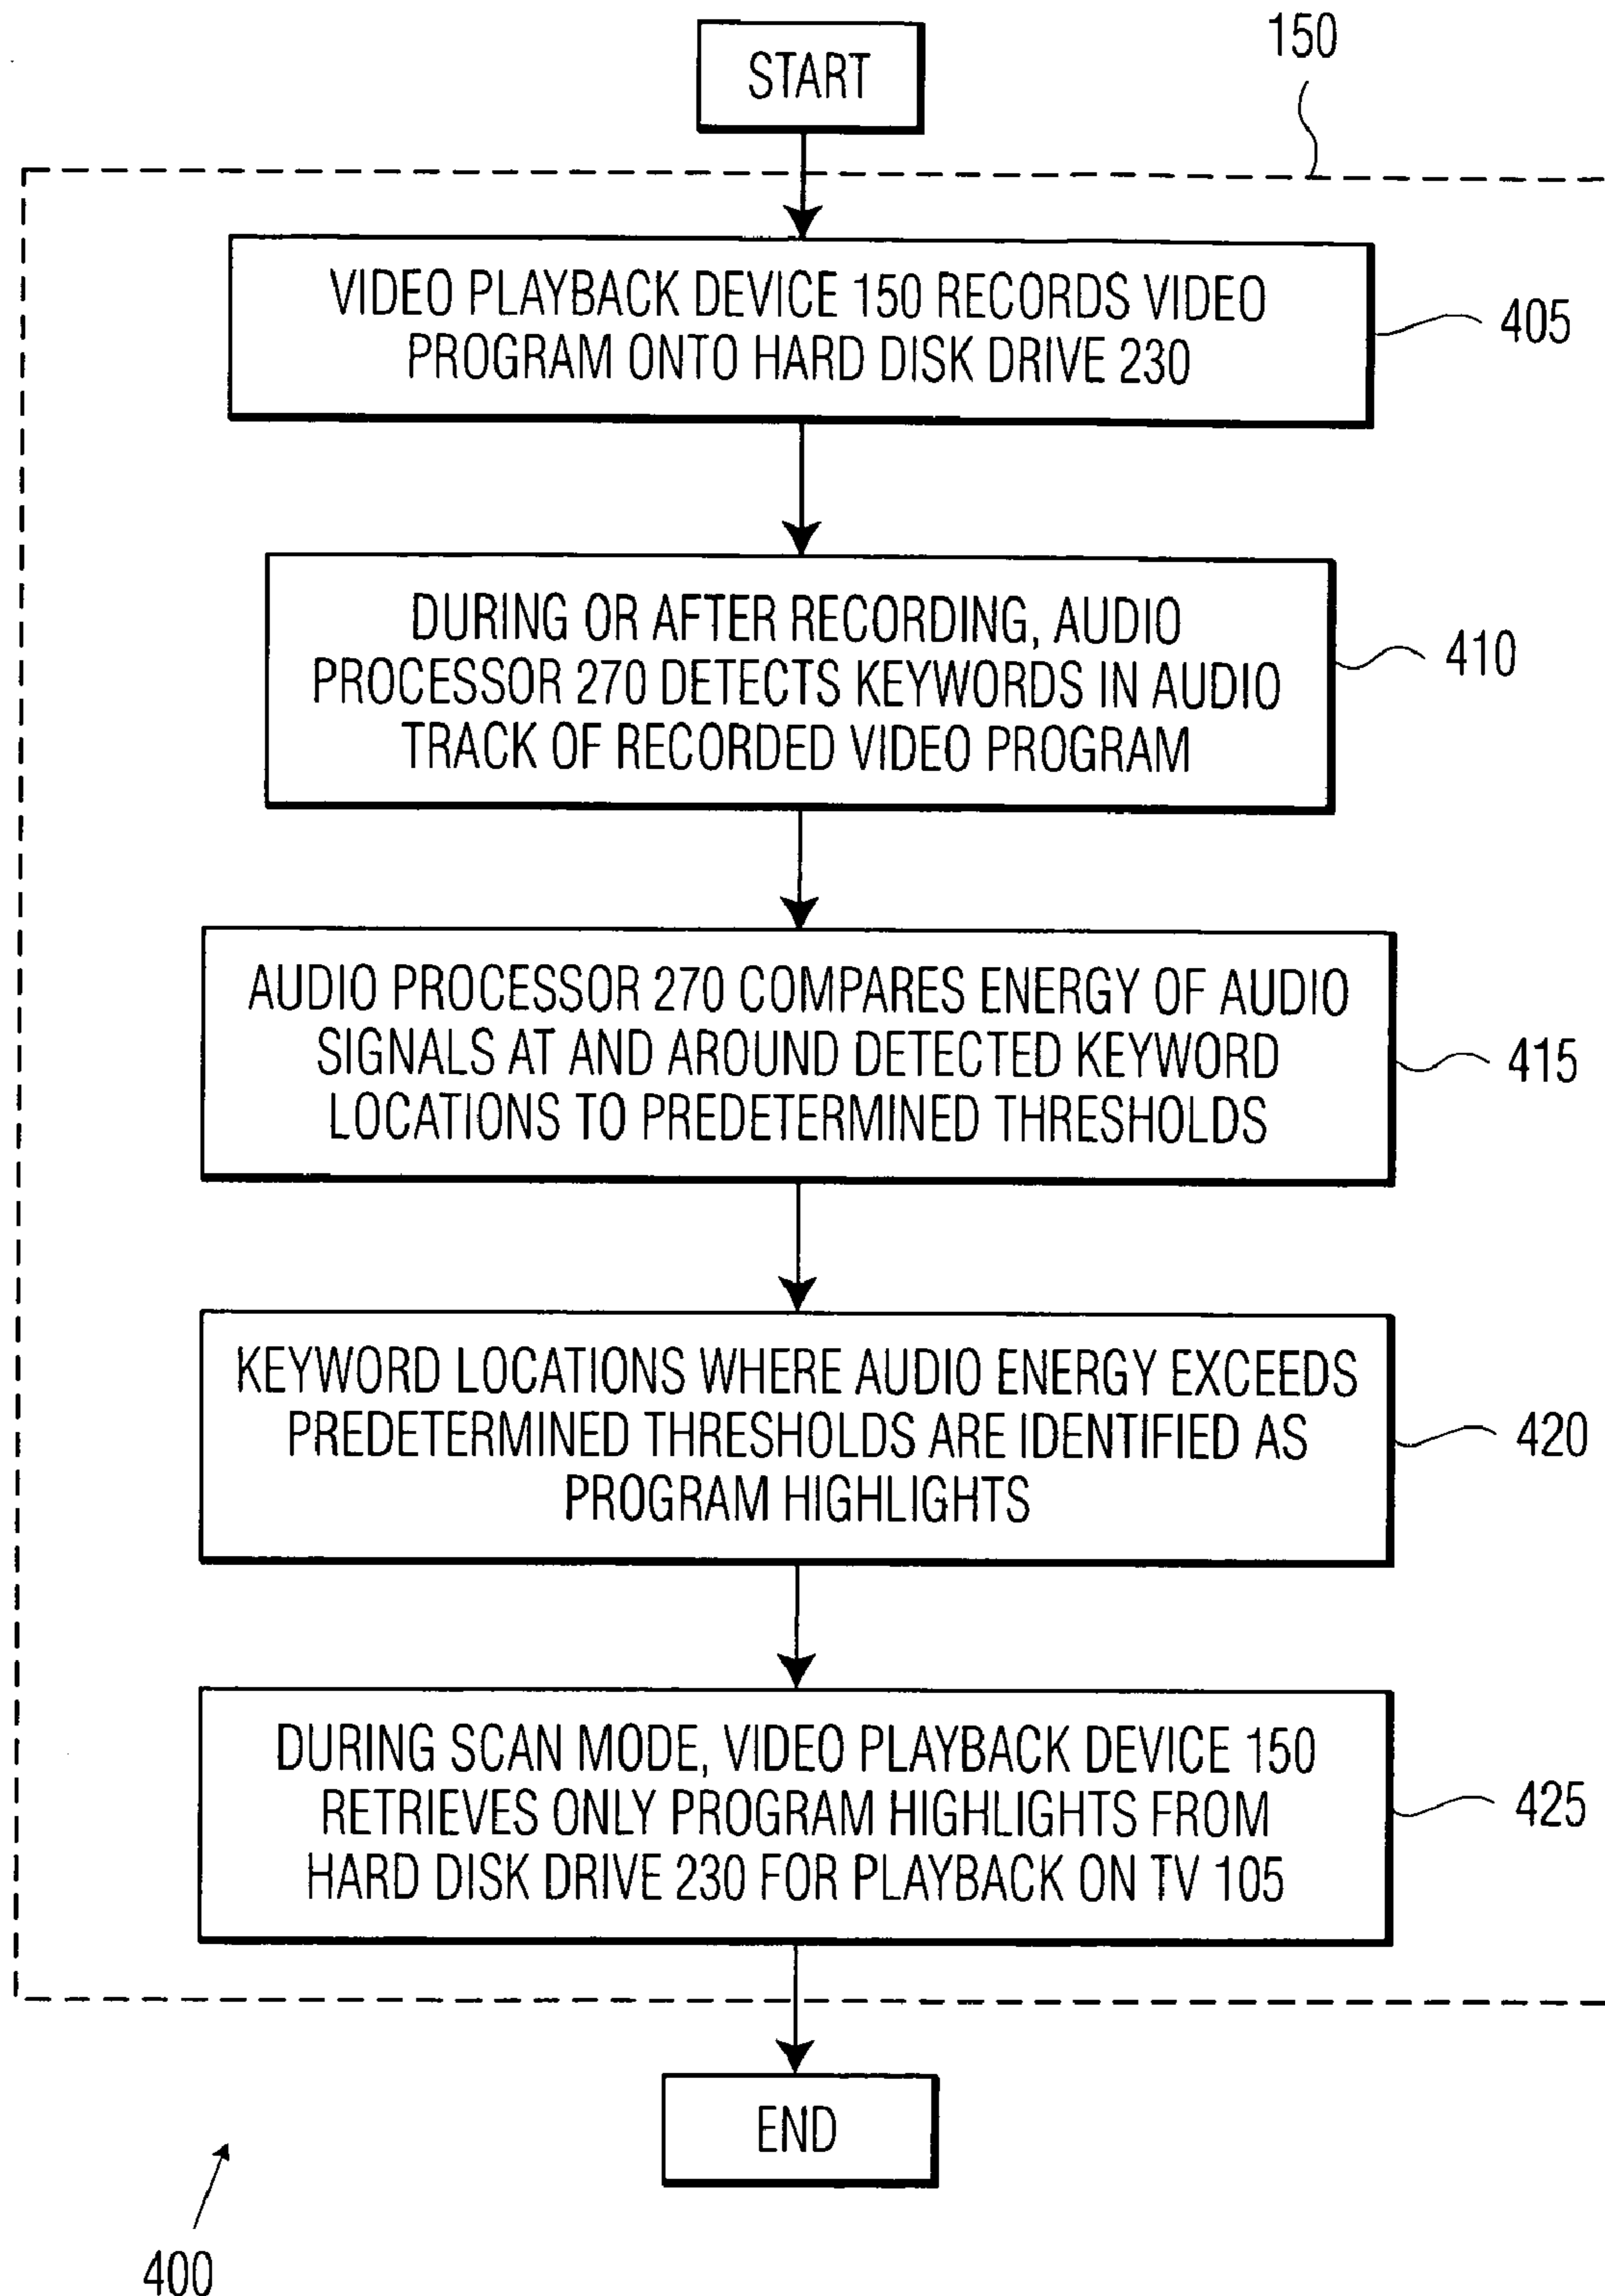 START
150
VIDEO PLAYBACK DEVICE 150 RECORDS VIDEO
PROGRAM ONTO HARD DISK DRIVE 230
405
DURING OR AFTER RECORDING, AUDIO
PROCESSOR 270 DETECTS KEYWORDS IN AUDIO
TRACK OF RECORDED VIDEO PROGRAM
410
AUDIO PROCESSOR 270 COMPARES ENERGY OF AUDIO
SIGNALS AT AND AROUND DETECTED KEYWORD
LOCATIONS TO PREDETERMINED THRESHOLDS
415
KEYWORD LOCATIONS WHERE AUDIO ENERGY EXCEEDS
PREDETERMINED THRESHOLDS ARE IDENTIFIED AS
PROGRAM HIGHLIGHTS
420
DURING SCAN MODE, VIDEO PLAYBACK DEVICE 150
RETRIEVES ONLY PROGRAM HIGHLIGHTS FROM
HARD DISK DRIVE 230 FOR PLAYBACK ON TV 105
425
END
400